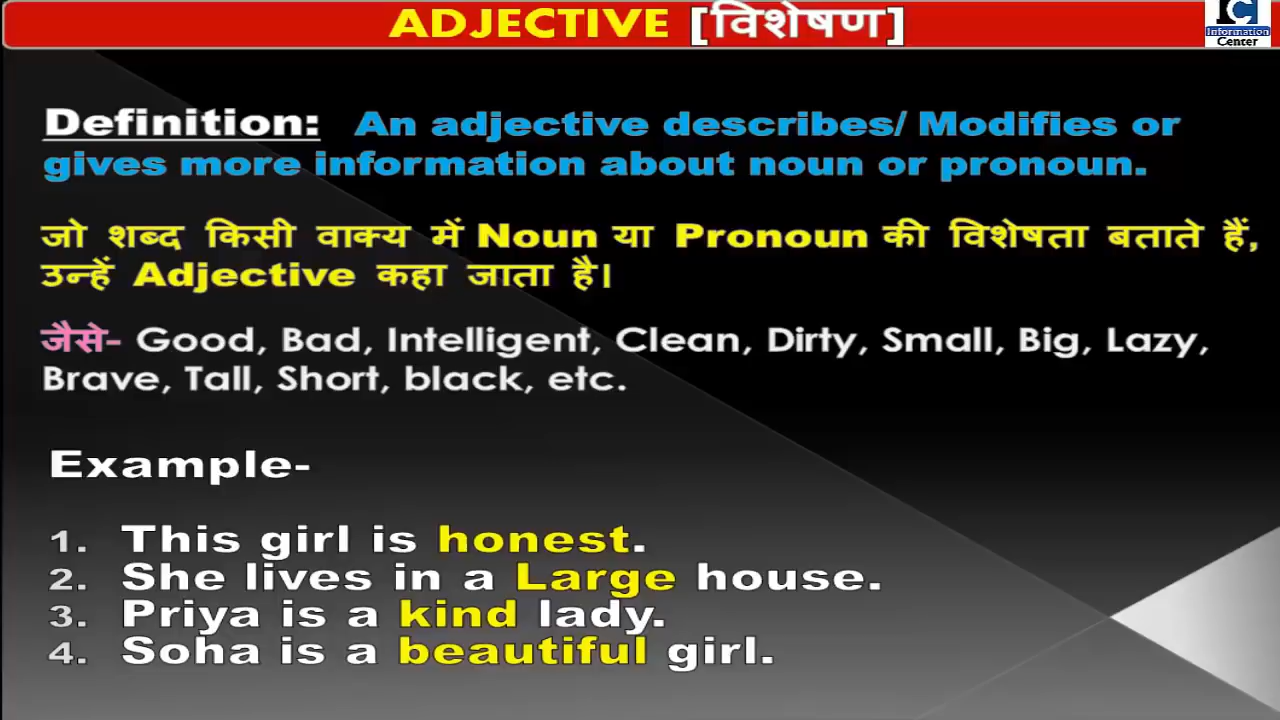 ADJECTIVE [विशेषण]
Information
Center
Definition: An adjective describes/ Modifies or
gives more information about noun or pronoun.
जो शब्द किसी वाक्य में Noun या Pronoun की विशेषता बताते हैं,
उन्हें Adjective कहा जाता है।
जैसे- Good, Bad, Intelligent, Clean, Dirty, Small, Big, Lazy,
Brave, Tall, Short, black, etc.
Example-
1. This girl is honest.
2. She lives in a Large house.
3. Priya is a kind lady.
4. Soha is a beautiful girl.